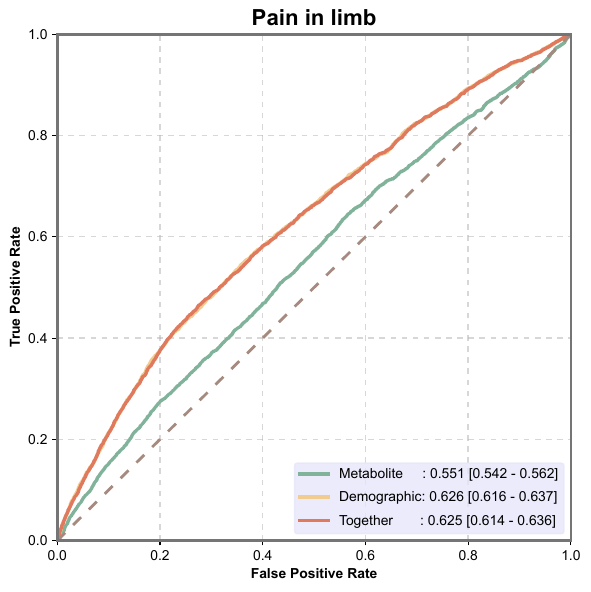 Pain in limb
1.0
0.8
0.6
0.4
0.2
0.0
True Positive Rate
Metabolite : 0.551 [0.542 - 0.562]
Demographic: 0.626 [0.616 - 0.637]
Together : 0.625 [0.614 - 0.636]
0.0 0.2 0.4 0.6 0.8 1.0
False Positive Rate